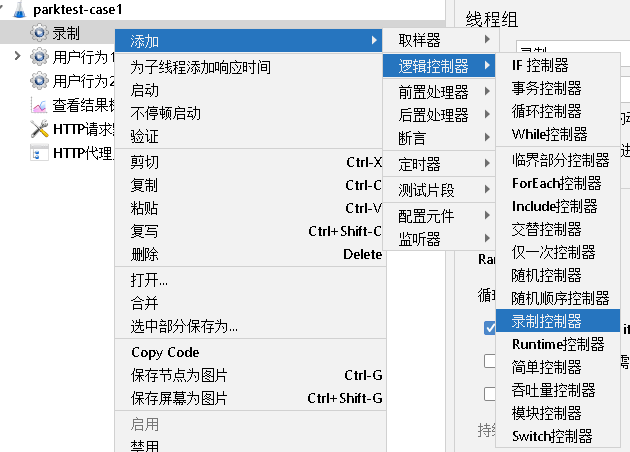 parktest-case1
录制
用户行为1
用户行为2
查看结果
HTTP请求
HTTP代理
添加
为子线程添加响应时间
启动
不停顿启动
验证
剪切 Ctrl-X
复制 Ctrl-C
粘贴 Ctrl-V
复写 Ctrl+Shift-C
删除 Delete
打开...
合并
选中部分保存为...
Copy Code
保存节点为图片 Ctrl-G
保存屏幕为图片 Ctrl+Shift-G
启用
禁用
取样器
逻辑控制器
前置处理器
后置处理器
断言
定时器
测试片段
配置元件
监听器
线程组
IF 控制器
事务控制器
循环控制器
While控制器
临界部分控制器
ForEach控制器
Include控制器
交替控制器
仅一次控制器
随机控制器
随机顺序控制器
录制控制器
Runtime控制器
简单控制器
吞吐量控制器
模块控制器
Switch控制器
Ran
循环
持续
it
需